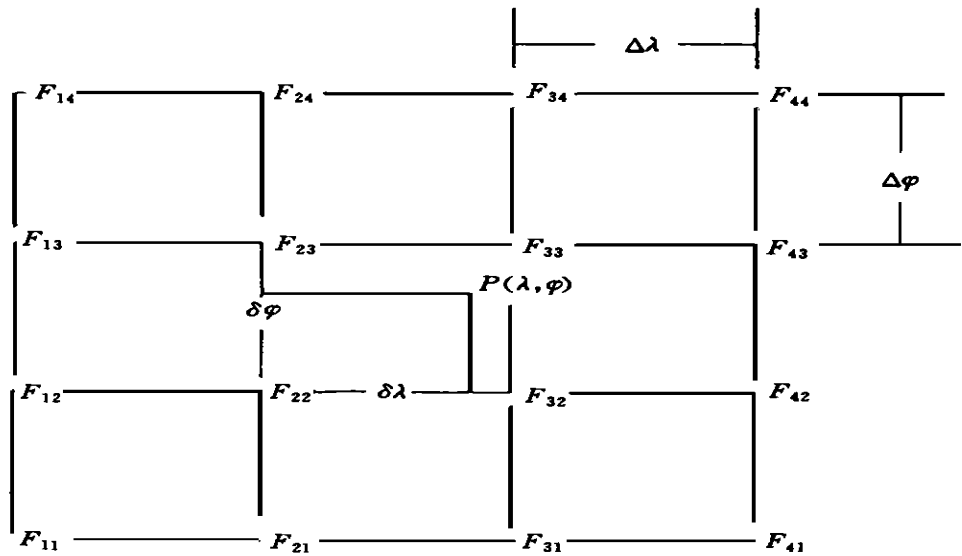 Δλ
F₁₄ F₂₄ F₃₄ F₄₄
Δφ
F₁₃ F₂₃ F₃₃ F₄₃
P(λ,φ)
δφ
F₁₂ F₂₂ δλ F₃₂ F₄₂
F₁₁ F₂₁ F₃₁ F₄₁